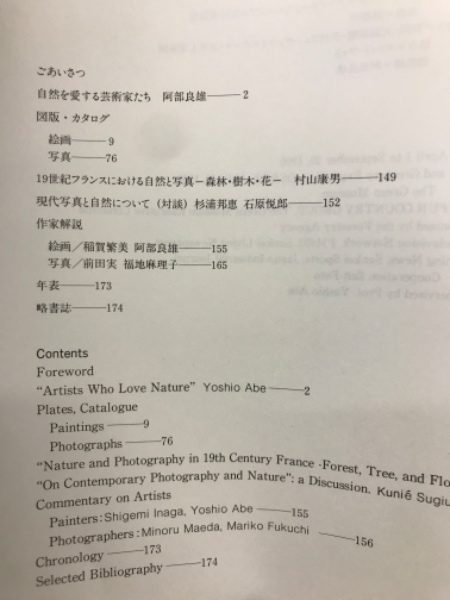 ごあいさつ
自然を愛する芸術家たち 阿部良雄――2
図版・カタログ
絵画――9
写真――76
19世紀フランスにおける自然と写真－森林・樹木・花－ 村山康男――149
現代写真と自然について(対談) 杉浦邦恵 石原悦郎――152
作家解説
絵画／稲賀繁美 阿部良雄――155
写真／前田実 福地麻理子――165
年表――173
略書誌――174
Contents
Foreword
“Artists Who Love Nature” Yoshio Abe――2
Plates, Catalogue
Paintings――9
Photographs――76
“Nature and Photography in 19th Century France -Forest, Tree, and Flo
“On Contemporary Photography and Nature”: a Discussion. Kunié Sugiu
Commentary on Artists
Painters:Shigemi Inaga, Yoshio Abe――155
Photographers:Minoru Maeda, Mariko Fukuchi――156
Chronology――173
Selected Bibliography――174